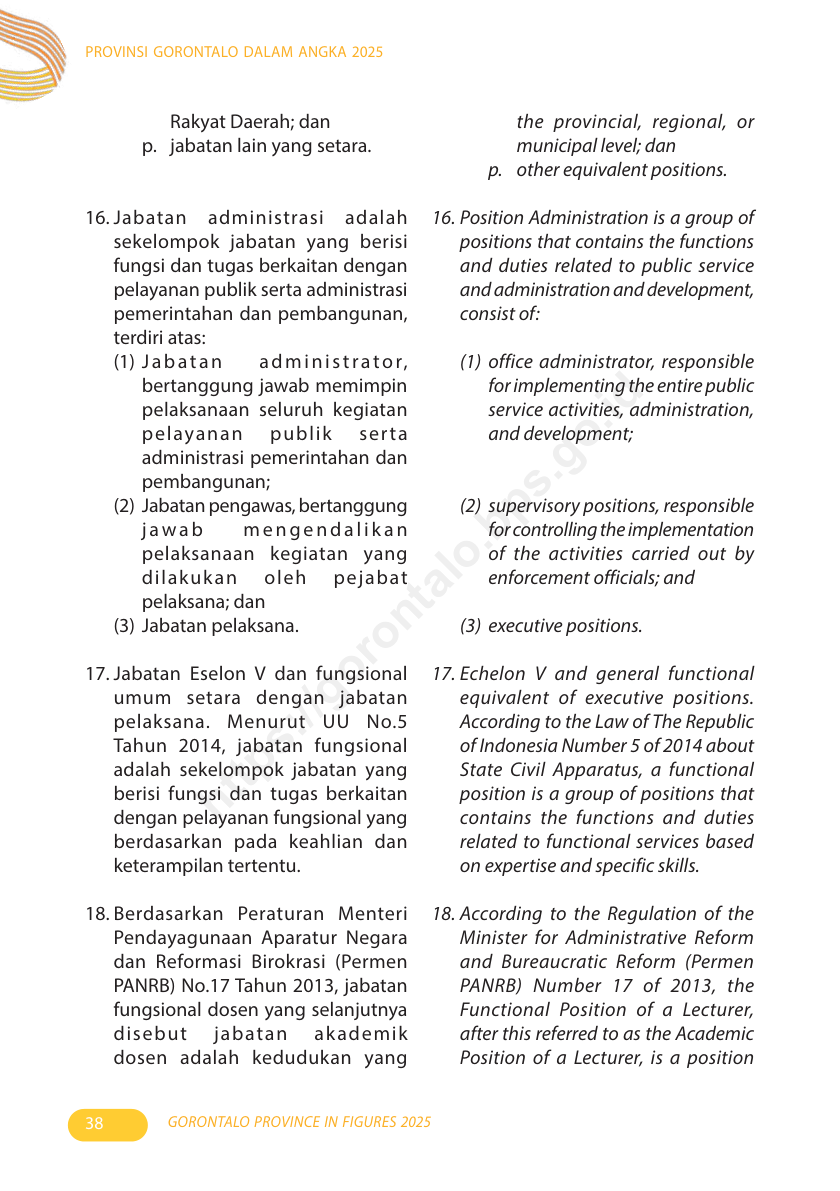 PROVINSI GORONTALO DALAM ANGKA 2025
Rakyat Daerah; dan
p. jabatan lain yang setara.
16. Jabatan administrasi adalah
sekelompok jabatan yang berisi
fungsi dan tugas berkaitan dengan
pelayanan publik serta administrasi
pemerintahan dan pembangunan,
terdiri atas:
(1) Jabatan administrator,
bertanggung jawab memimpin
pelaksanaan seluruh kegiatan
pelayanan publik serta
administrasi pemerintahan dan
pembangunan;
(2) Jabatan pengawas, bertanggung
jawab mengendalikan
pelaksanaan kegiatan yang
dilakukan oleh pejabat
pelaksana; dan
(3) Jabatan pelaksana.
17. Jabatan Eselon V dan fungsional
umum setara dengan jabatan
pelaksana. Menurut UU No.5
Tahun 2014, jabatan fungsional
adalah sekelompok jabatan yang
berisi fungsi dan tugas berkaitan
dengan pelayanan fungsional yang
berdasarkan pada keahlian dan
keterampilan tertentu.
18. Berdasarkan Peraturan Menteri
Pendayagunaan Aparatur Negara
dan Reformasi Birokrasi (Permen
PANRB) No.17 Tahun 2013, jabatan
fungsional dosen yang selanjutnya
disebut jabatan akademik
dosen adalah kedudukan yang
the provincial, regional, or
municipal level; dan
p. other equivalent positions.
16. Position Administration is a group of
positions that contains the functions
and duties related to public service
and administration and development,
consist of:
(1) office administrator, responsible
for implementing the entire public
service activities, administration,
and development;
(2) supervisory positions, responsible
for controlling the implementation
of the activities carried out by
enforcement officials; and
(3) executive positions.
17. Echelon V and general functional
equivalent of executive positions.
According to the Law of The Republic
of Indonesia Number 5 of 2014 about
State Civil Apparatus, a functional
position is a group of positions that
contains the functions and duties
related to functional services based
on expertise and specific skills.
18. According to the Regulation of the
Minister for Administrative Reform
and Bureaucratic Reform (Permen
PANRB) Number 17 of 2013, the
Functional Position of a Lecturer,
after this referred to as the Academic
Position of a Lecturer, is a position
https://gorontalo.bps.go.id
38
GORONTALO PROVINCE IN FIGURES 2025